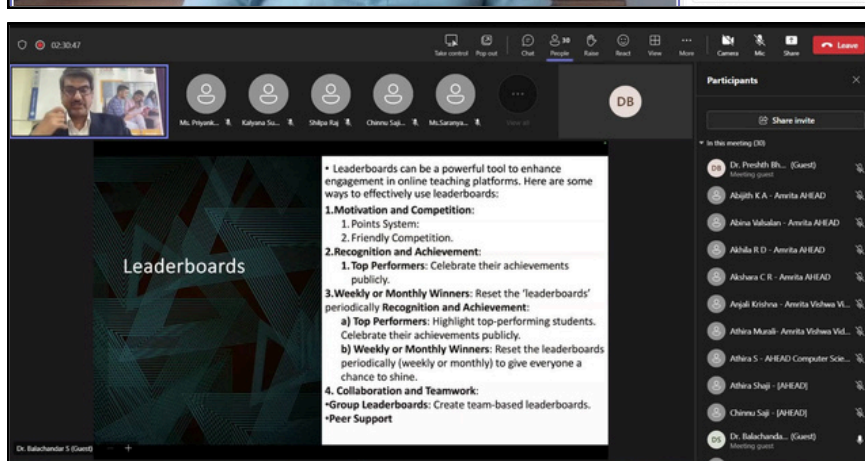 02:30:47
Take control
Pop out
Chat
30
People
Raise
React
View
More
Camera
Mic
Share
Leave
Ms. Priyank...
Kalyana Su...
Shilpa Raj
Chinnu Saji...
Ms.Saranya...
View all
DB
Leaderboards
• Leaderboards can be a powerful tool to enhance
engagement in online teaching platforms. Here are some
ways to effectively use leaderboards:
1.Motivation and Competition:
1. Points System:
2. Friendly Competition.
2.Recognition and Achievement:
1. Top Performers: Celebrate their achievements
publicly.
3.Weekly or Monthly Winners: Reset the ‘leaderboards’
periodically Recognition and Achievement:
a) Top Performers: Highlight top-performing students.
Celebrate their achievements publicly.
b) Weekly or Monthly Winners: Reset the leaderboards
periodically (weekly or monthly) to give everyone a
chance to shine.
4. Collaboration and Teamwork:
•Group Leaderboards: Create team-based leaderboards.
•Peer Support
Dr. Balachandar S (Guest)
Participants
Share invite
In this meeting (30)
DB
Dr. Preshth Bh... (Guest)
Meeting guest
Abijith K A - Amrita AHEAD
Abina Valsalan - Amrita AHEAD
Akhila R D - Amrita AHEAD
Akshara C R - Amrita AHEAD
Anjali Krishna - Amrita Vishwa Vi...
Athira Murali- Amrita Vishwa Vid...
Athira S - AHEAD Computer Scie...
Athira Shaji - [AHEAD]
Chinnu Saji - [AHEAD]
DS
Dr. Balachanda... (Guest)
Meeting guest